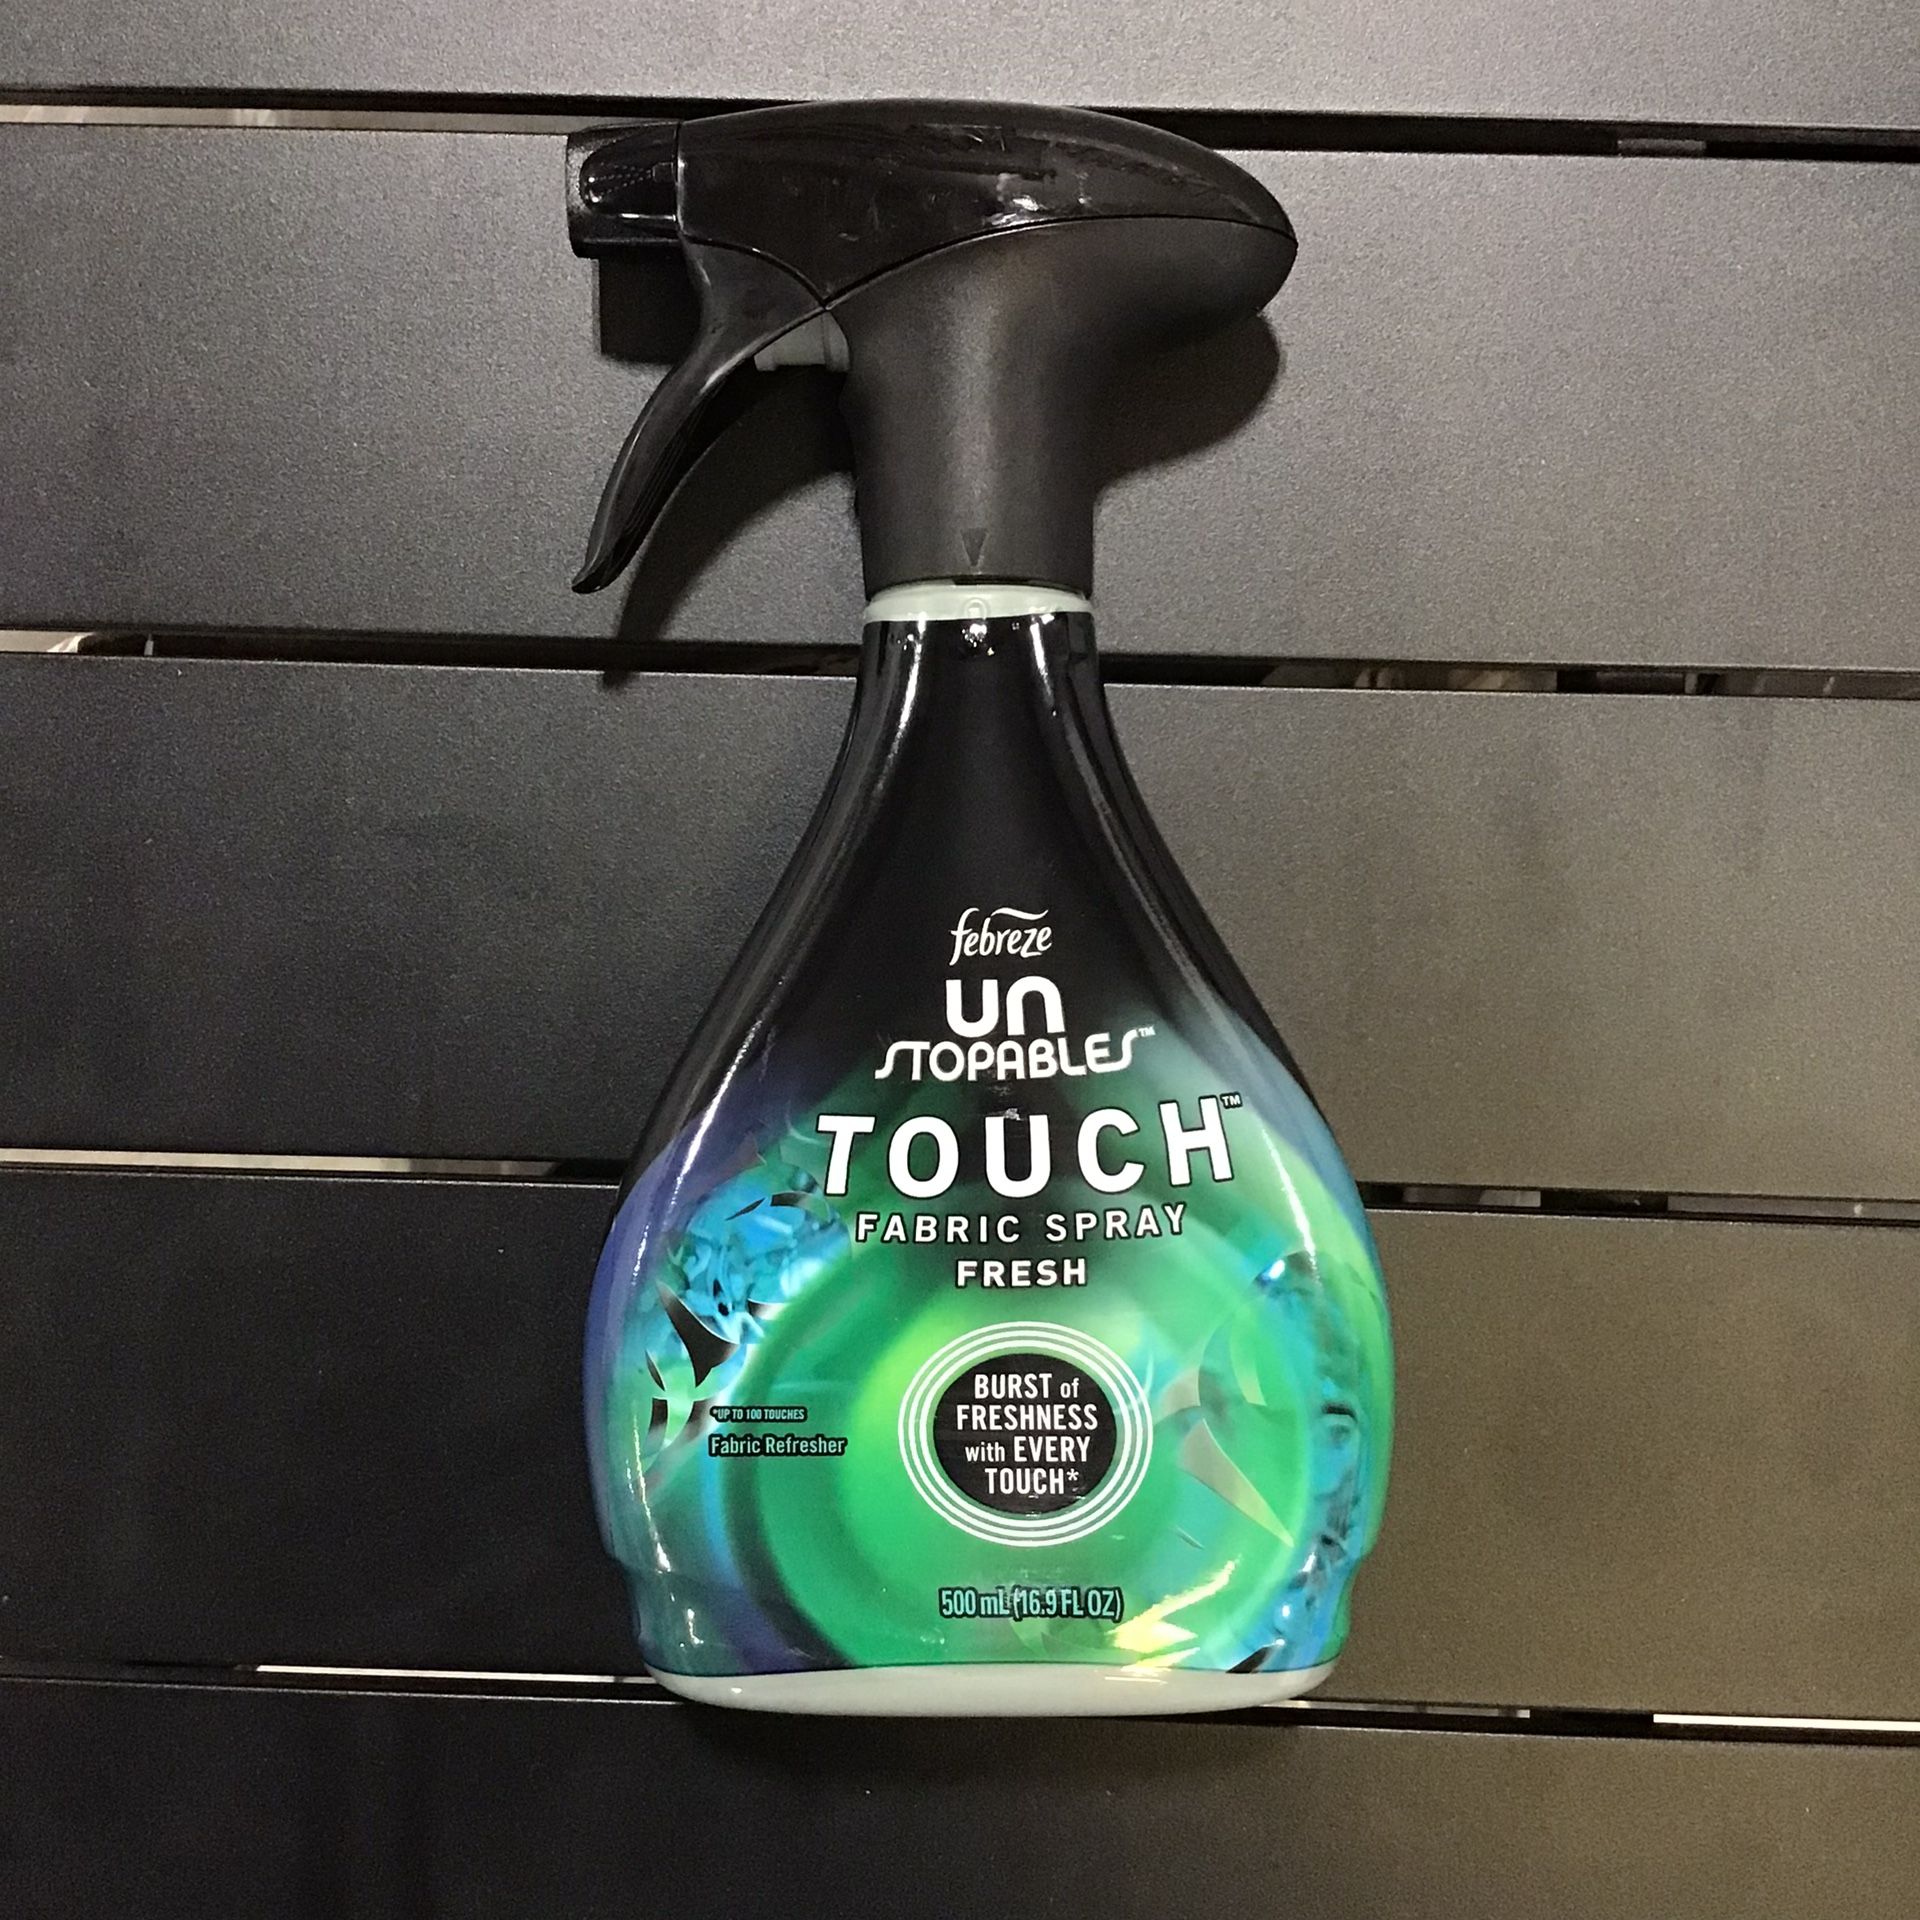 febreze
UN
STOPABLES™
TOUCH™
FABRIC SPRAY
FRESH
BURST of
FRESHNESS
with EVERY
TOUCH*
*UP TO 100 TOUCHES
Fabric Refresher
500 mL (16.9 FL OZ)